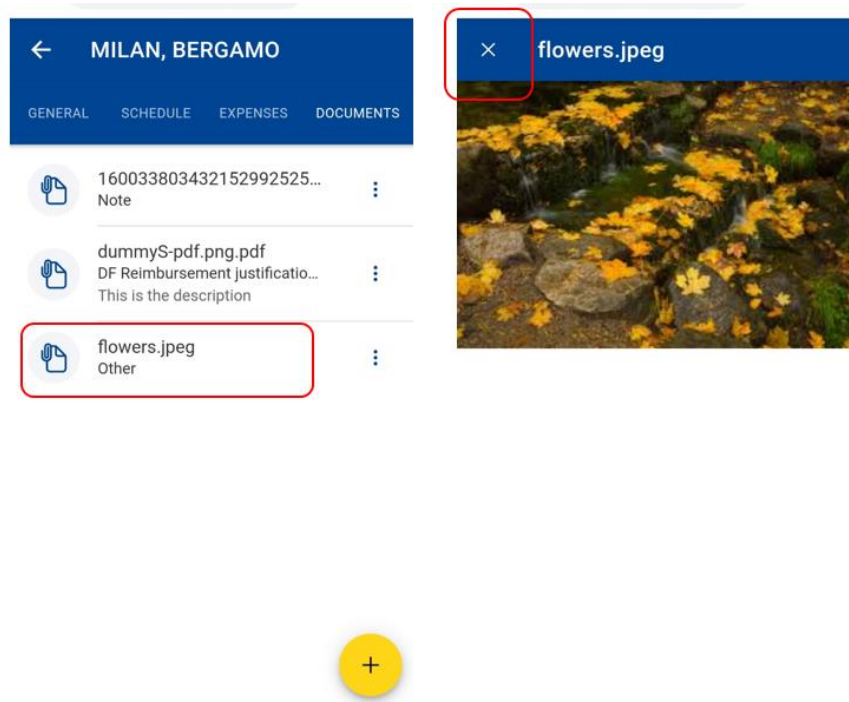 MILAN, BERGAMO
GENERAL SCHEDULE EXPENSES DOCUMENTS
160033803432152992525...
Note
dummyS-pdf.png.pdf
DF Reimbursement justificatio...
This is the description
flowers.jpeg
Other
flowers.jpeg